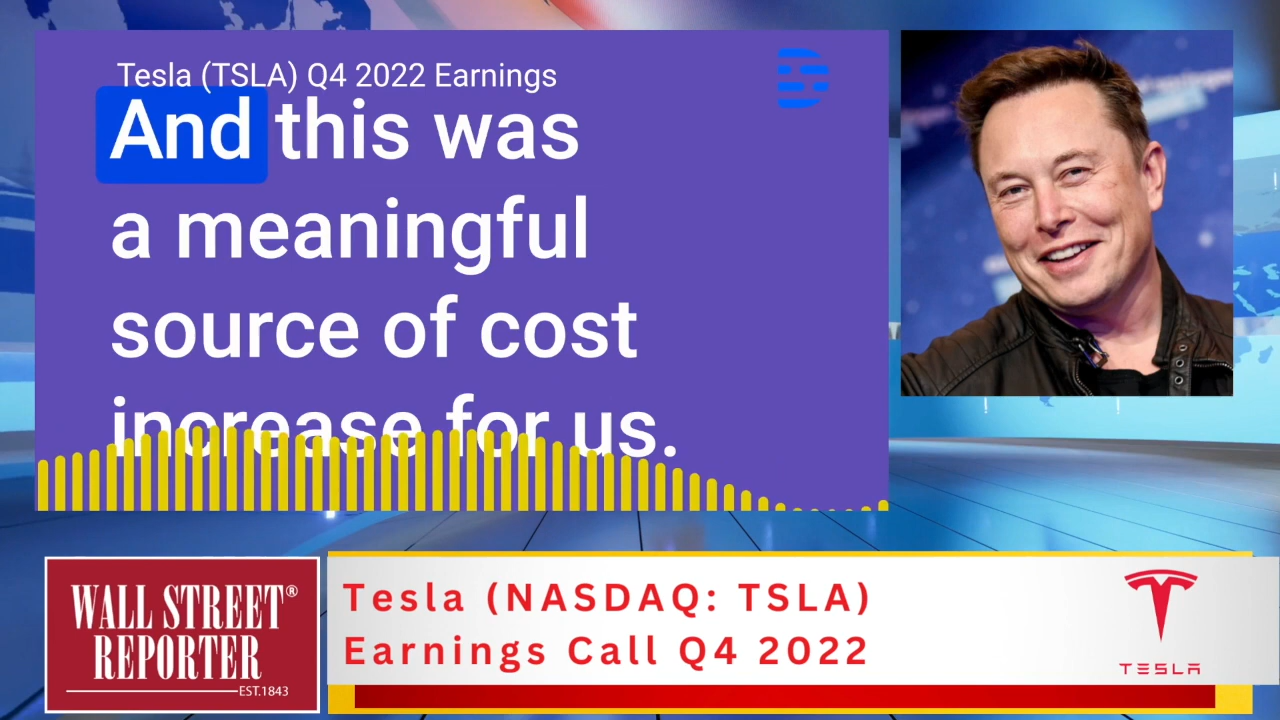 Tesla (TSLA) Q4 2022 Earnings
And this was
a meaningful
source of cost
increase for us.
WALL STREET®
REPORTER
EST.1843
Tesla (NASDAQ: TSLA)
Earnings Call Q4 2022
TESLA